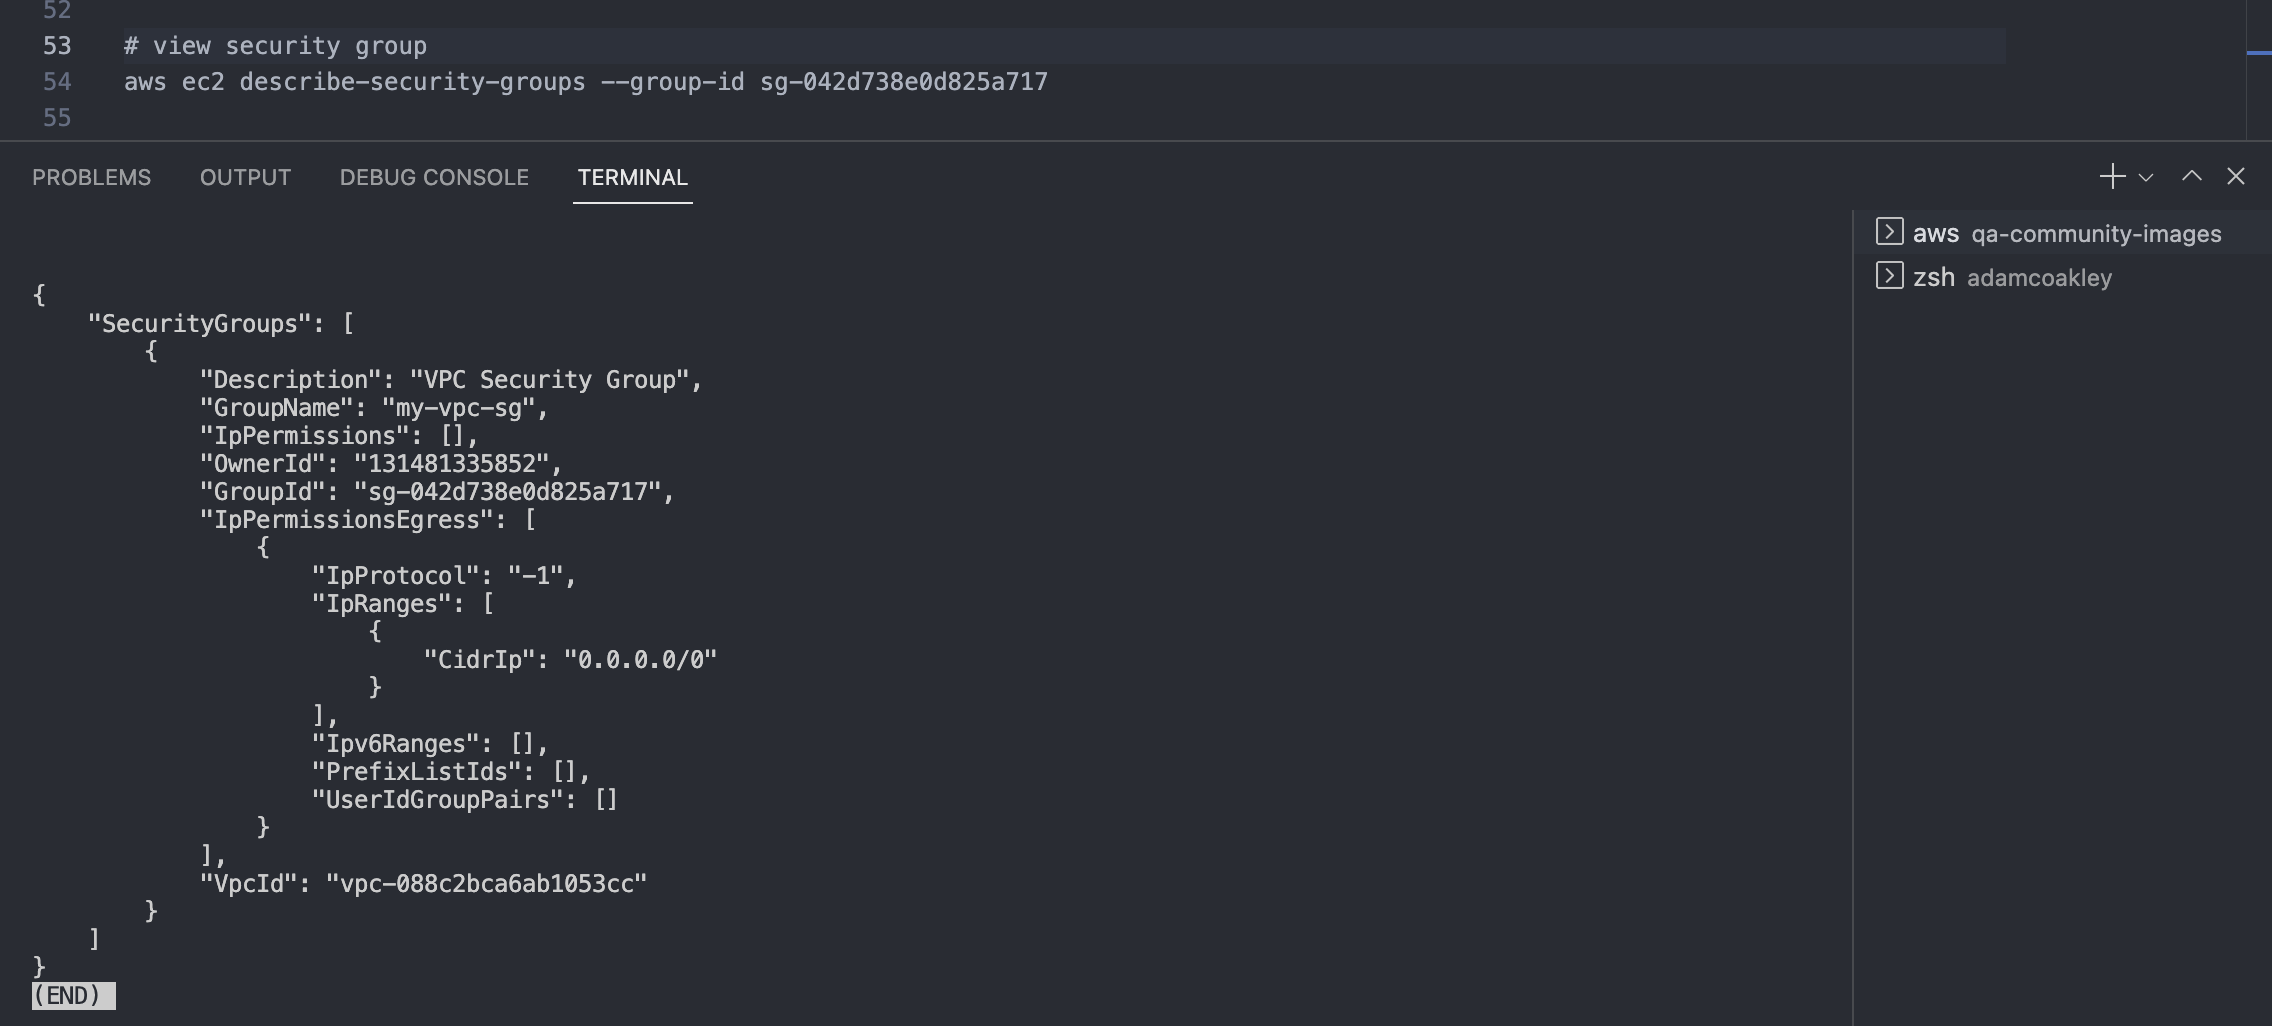 52
53 # view security group
54 aws ec2 describe-security-groups --group-id sg-042d738e0d825a717
55
PROBLEMS OUTPUT DEBUG CONSOLE TERMINAL
aws qa-community-images
zsh adamcoakley
{
    "SecurityGroups": [
        {
            "Description": "VPC Security Group",
            "GroupName": "my-vpc-sg",
            "IpPermissions": [],
            "OwnerId": "131481335852",
            "GroupId": "sg-042d738e0d825a717",
            "IpPermissionsEgress": [
                {
                    "IpProtocol": "-1",
                    "IpRanges": [
                        {
                            "CidrIp": "0.0.0.0/0"
                        }
                    ],
                    "Ipv6Ranges": [],
                    "PrefixListIds": [],
                    "UserIdGroupPairs": []
                }
            ],
            "VpcId": "vpc-088c2bca6ab1053cc"
        }
    ]
}
(END)